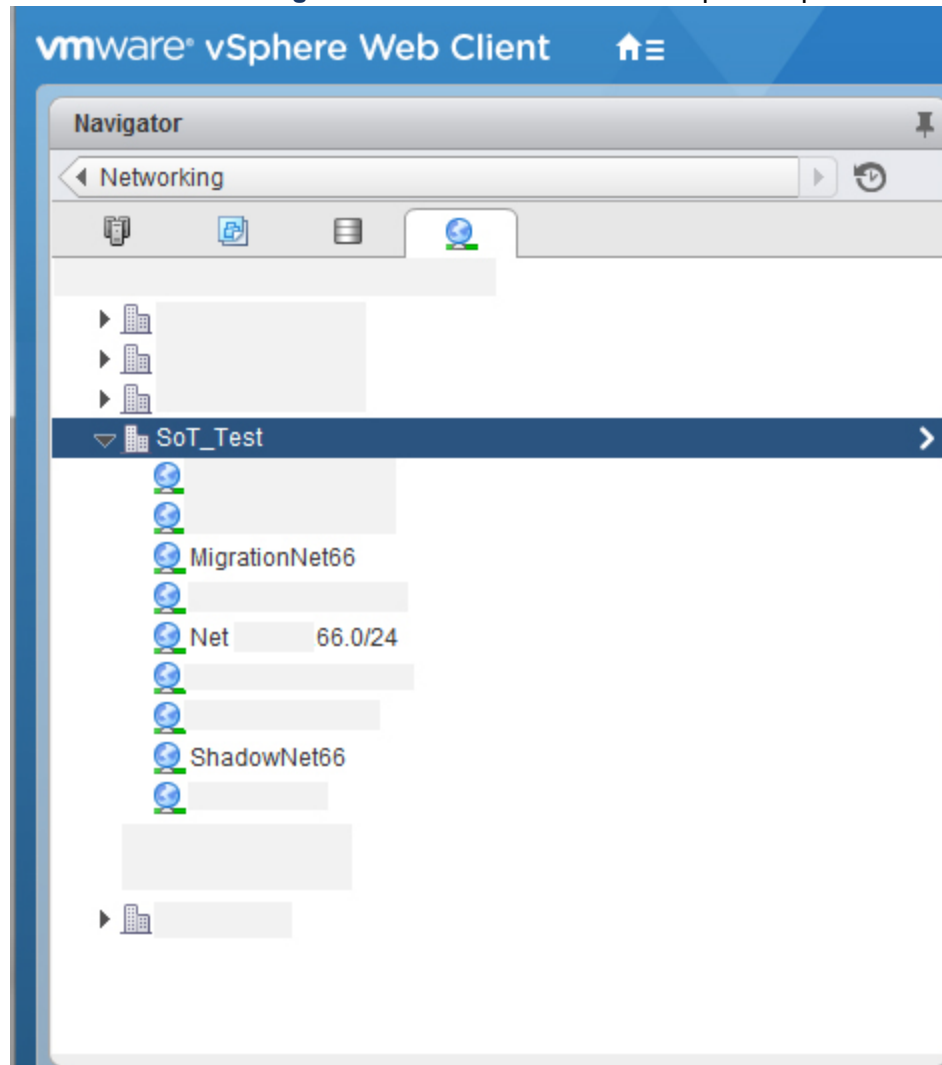 vmware® vSphere Web Client
Navigator
Networking
SoT_Test
MigrationNet66
Net 66.0/24
ShadowNet66